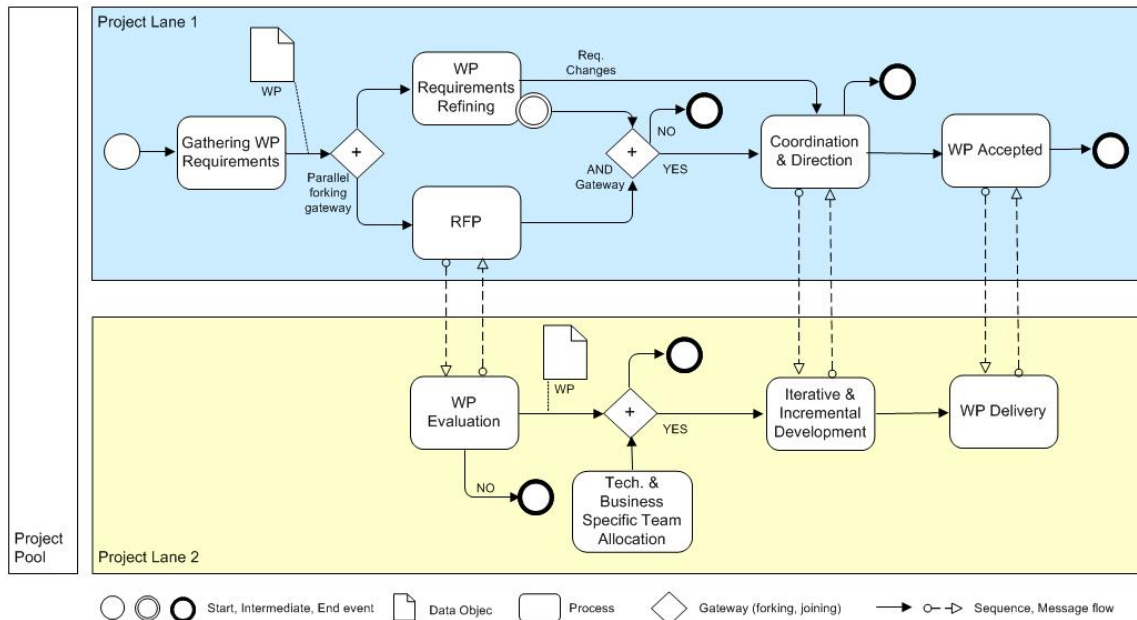 Project Lane 1
WP
Gathering WP
Requirements
+
Parallel
forking
gateway
WP
Requirements
Refining
Req.
Changes
RFP
+
AND
Gateway
NO
YES
Coordination
& Direction
WP Accepted
Project
Pool
WP
Evaluation
WP
NO
+
YES
Tech. &
Business
Specific Team
Allocation
Iterative &
Incremental
Development
WP Delivery
Project Lane 2
Start, Intermediate, End event
Data Objec
Process
Gateway (forking, joining)
Sequence, Message flow